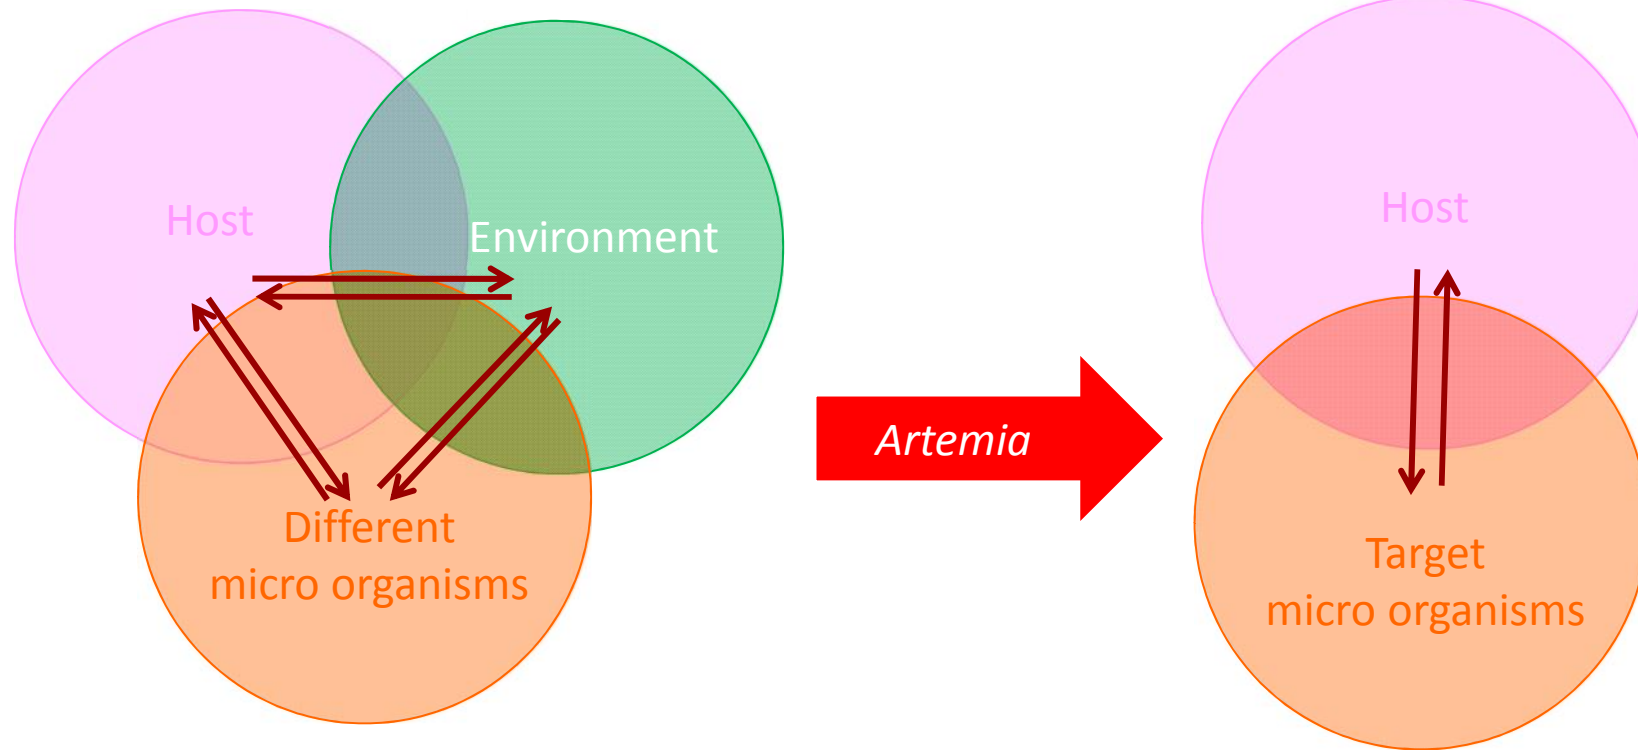 Host
Environment
Different
micro organisms
Artemia
Host
Target
micro organisms